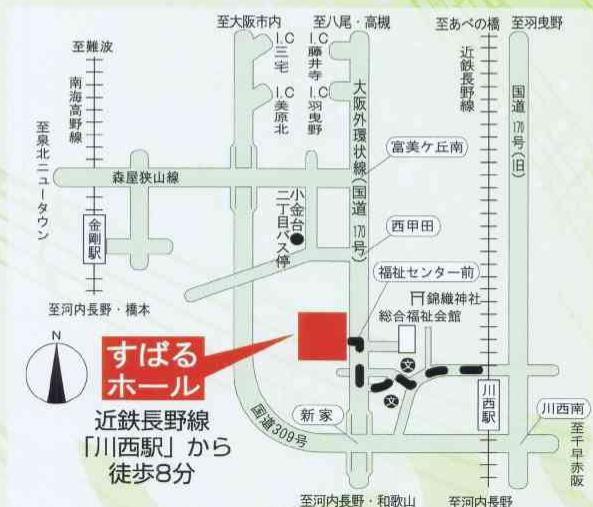 至大阪市内
至八尾・高槻
至あべの橋
至羽曳野
至難波
南海高野線
I.C
三宅
I.C
藤井寺
I.C
美原北
I.C
羽曳野
大阪外環状線(国道170号)
近鉄長野線
国道170号(旧)
至泉北ニュータウン
森屋狭山線
富美ケ丘南
金剛駅
小金台二丁目バス停
西甲田
福祉センター前
錦織神社
総合福祉会館
至河内長野・橋本
N
すばる
ホール
近鉄長野線
「川西駅」から
徒歩8分
文
文
川西駅
国道309号
新家
川西南
至千早赤阪
至河内長野・和歌山
至河内長野